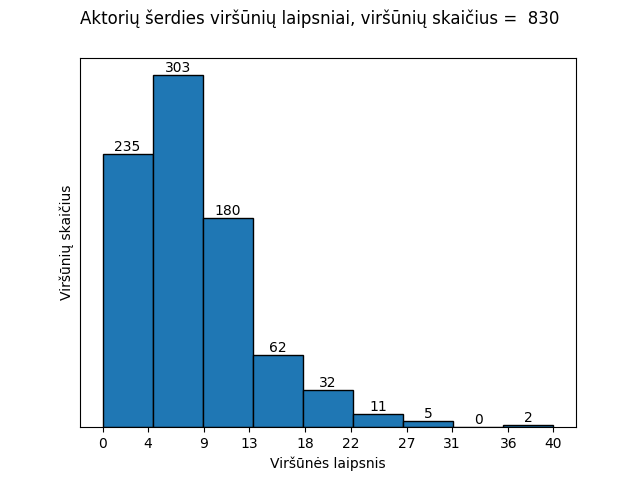 Aktorių šerdies viršūnių laipsniai, viršūnių skaičius =  830
Viršūnių skaičius
235
303
180
62
32
11
5
0
2
0 4 9 13 18 22 27 31 36 40
Viršūnės laipsnis